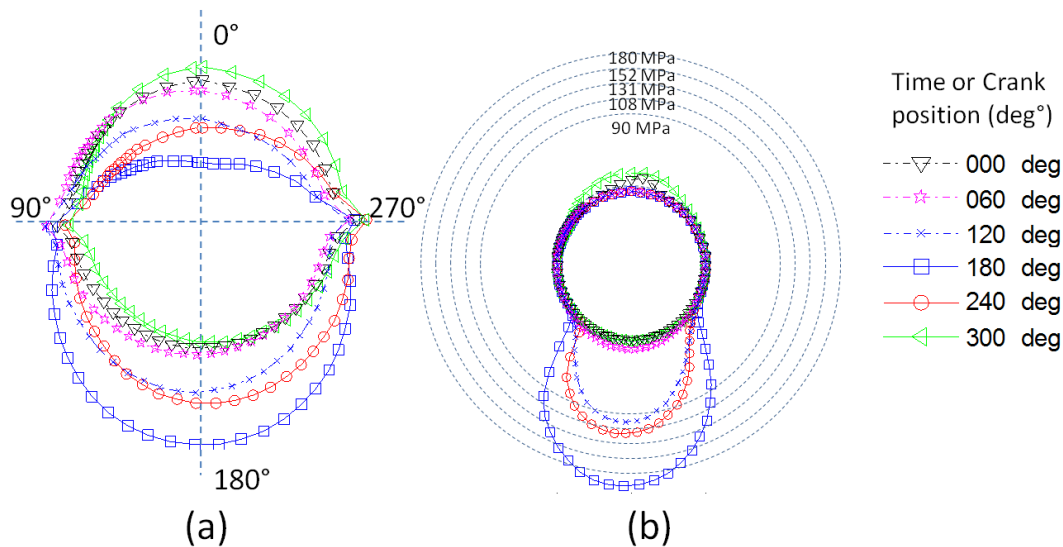 0°
90°
270°
180°
(a)
180 MPa
152 MPa
131 MPa
108 MPa
90 MPa
(b)
Time or Crank
position (deg°)
000 deg
060 deg
120 deg
180 deg
240 deg
300 deg